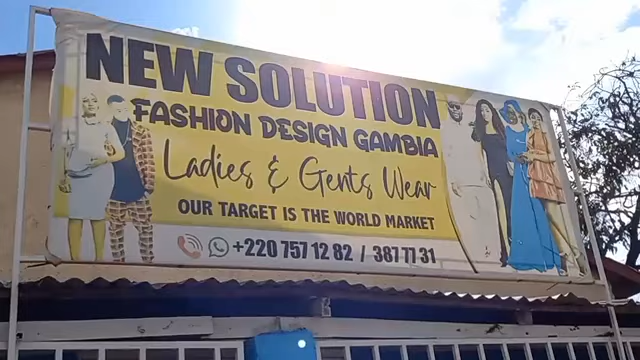 NEW SOLUTION
FASHION DESIGN GAMBIA
Ladies & Gents Wear
OUR TARGET IS THE WORLD MARKET
+220 757 12 82 / 387 77 31